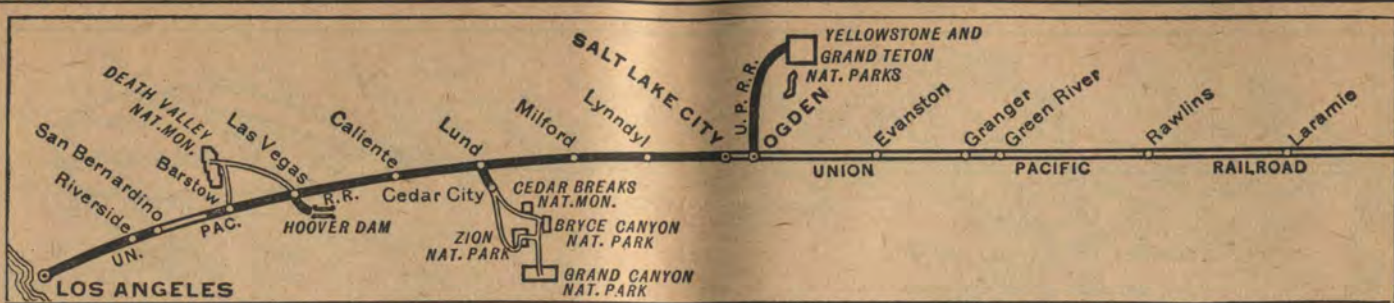 LOS ANGELES
UN. PAC. R.R.
Riverside
San Bernardino
Barstow
DEATH VALLEY
NAT. MON.
Las Vegas
HOOVER DAM
Caliente
Lund
Cedar City
CEDAR BREAKS
NAT. MON.
BRYCE CANYON
NAT. PARK
ZION
NAT. PARK
GRAND CANYON
NAT. PARK
Milford
Lynndyl
SALT LAKE CITY
OGDEN
U.P.R.R.
YELLOWSTONE AND
GRAND TETON
NAT. PARKS
Evanston
Granger
Green River
Rawlins
Laramie
UNION PACIFIC RAILROAD